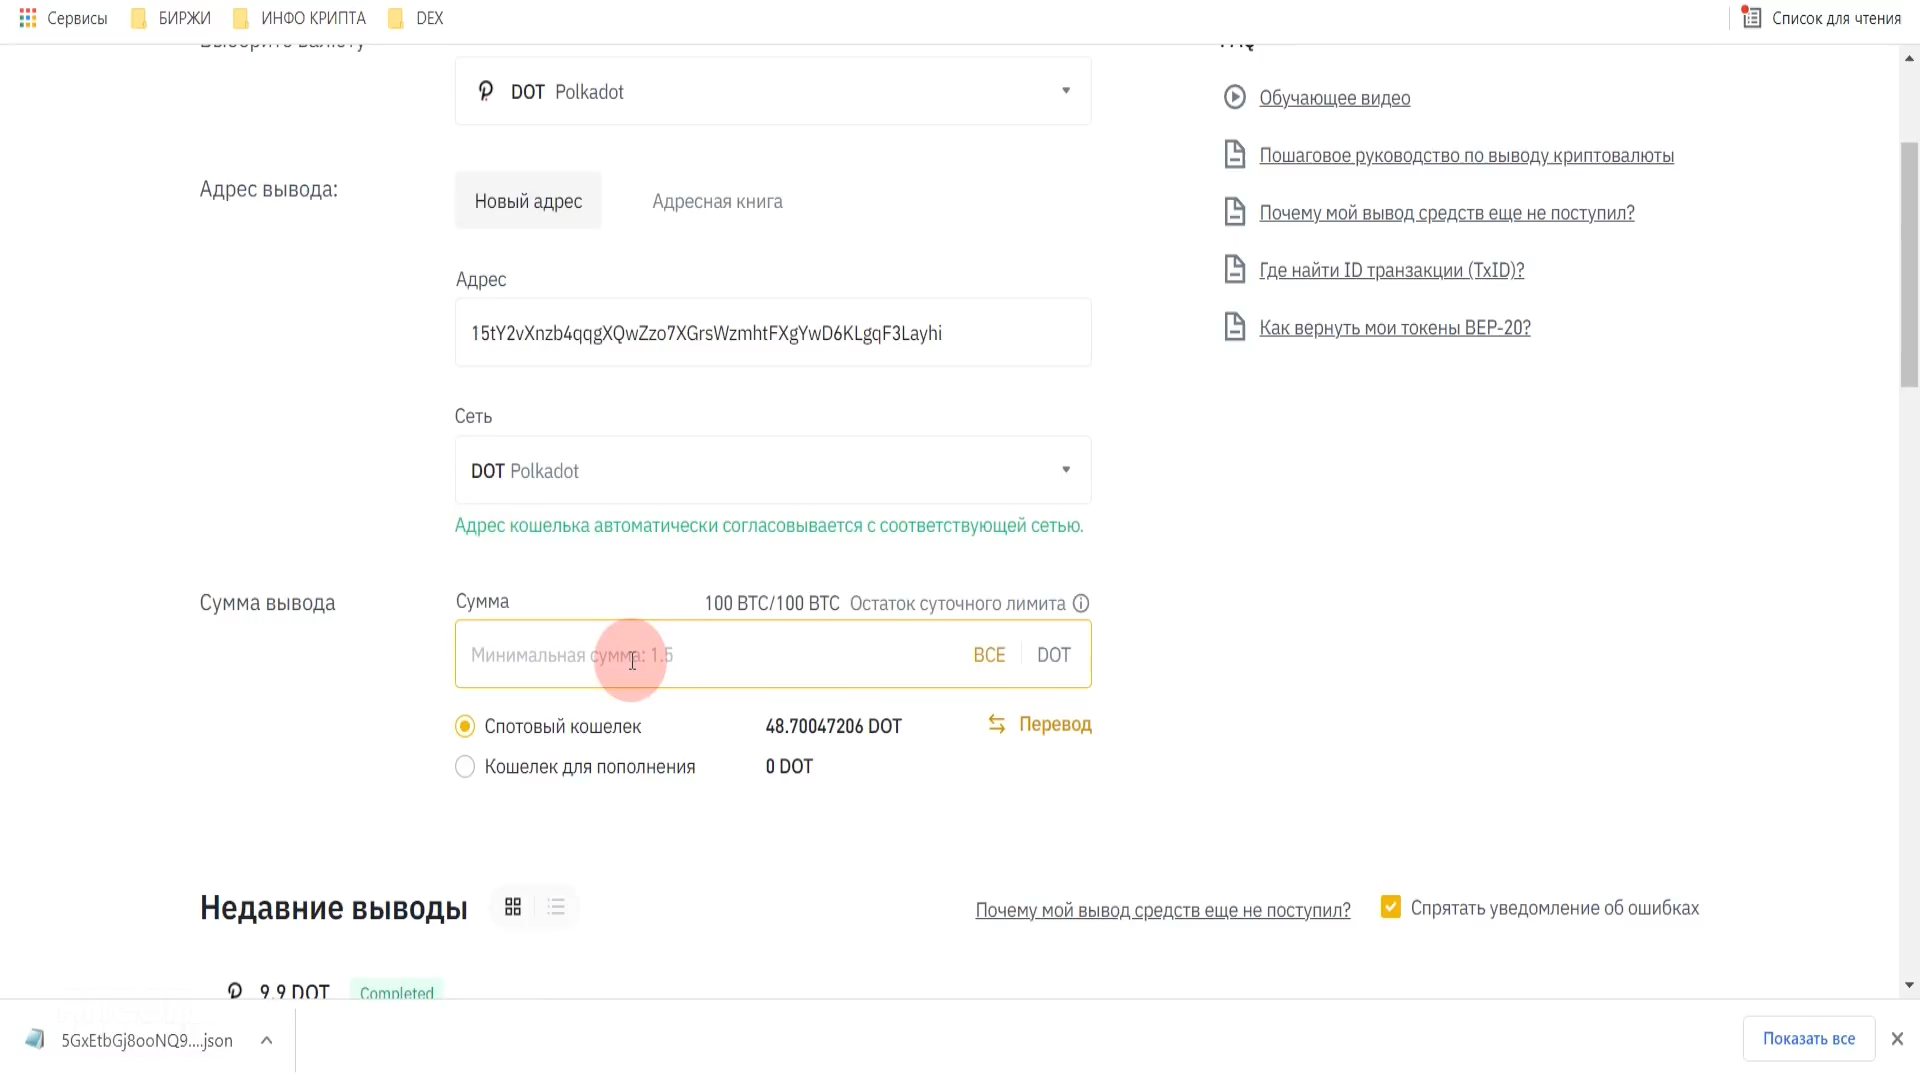 Сервисы БИРЖИ ИНФО КРИПТА DEX Список для чтения
Выберите валюту
FAQ
DOT Polkadot
Обучающее видео
Пошаговое руководство по выводу криптовалюты
Адрес вывода:
Новый адрес Адресная книга
Почему мой вывод средств еще не поступил?
Адрес
Где найти ID транзакции (TxID)?
15tY2vXnzb4qqgXQwZzo7XGrsWzmhtFXgYwD6KLgqF3Layhi
Как вернуть мои токены BEP-20?
Сеть
DOT Polkadot
Адрес кошелька автоматически согласовывается с соответствующей сетью.
Сумма вывода
Сумма 100 BTC/100 BTC Остаток суточного лимита
Минимальная сумма: 1.5 ВСЕ DOT
Спотовый кошелек 48.70047206 DOT Перевод
Кошелек для пополнения 0 DOT
Недавние выводы Почему мой вывод средств еще не поступил? Спрятать уведомление об ошибках
9.9 DOT Completed
5GxEtbGj8ooNQ9....json Показать все